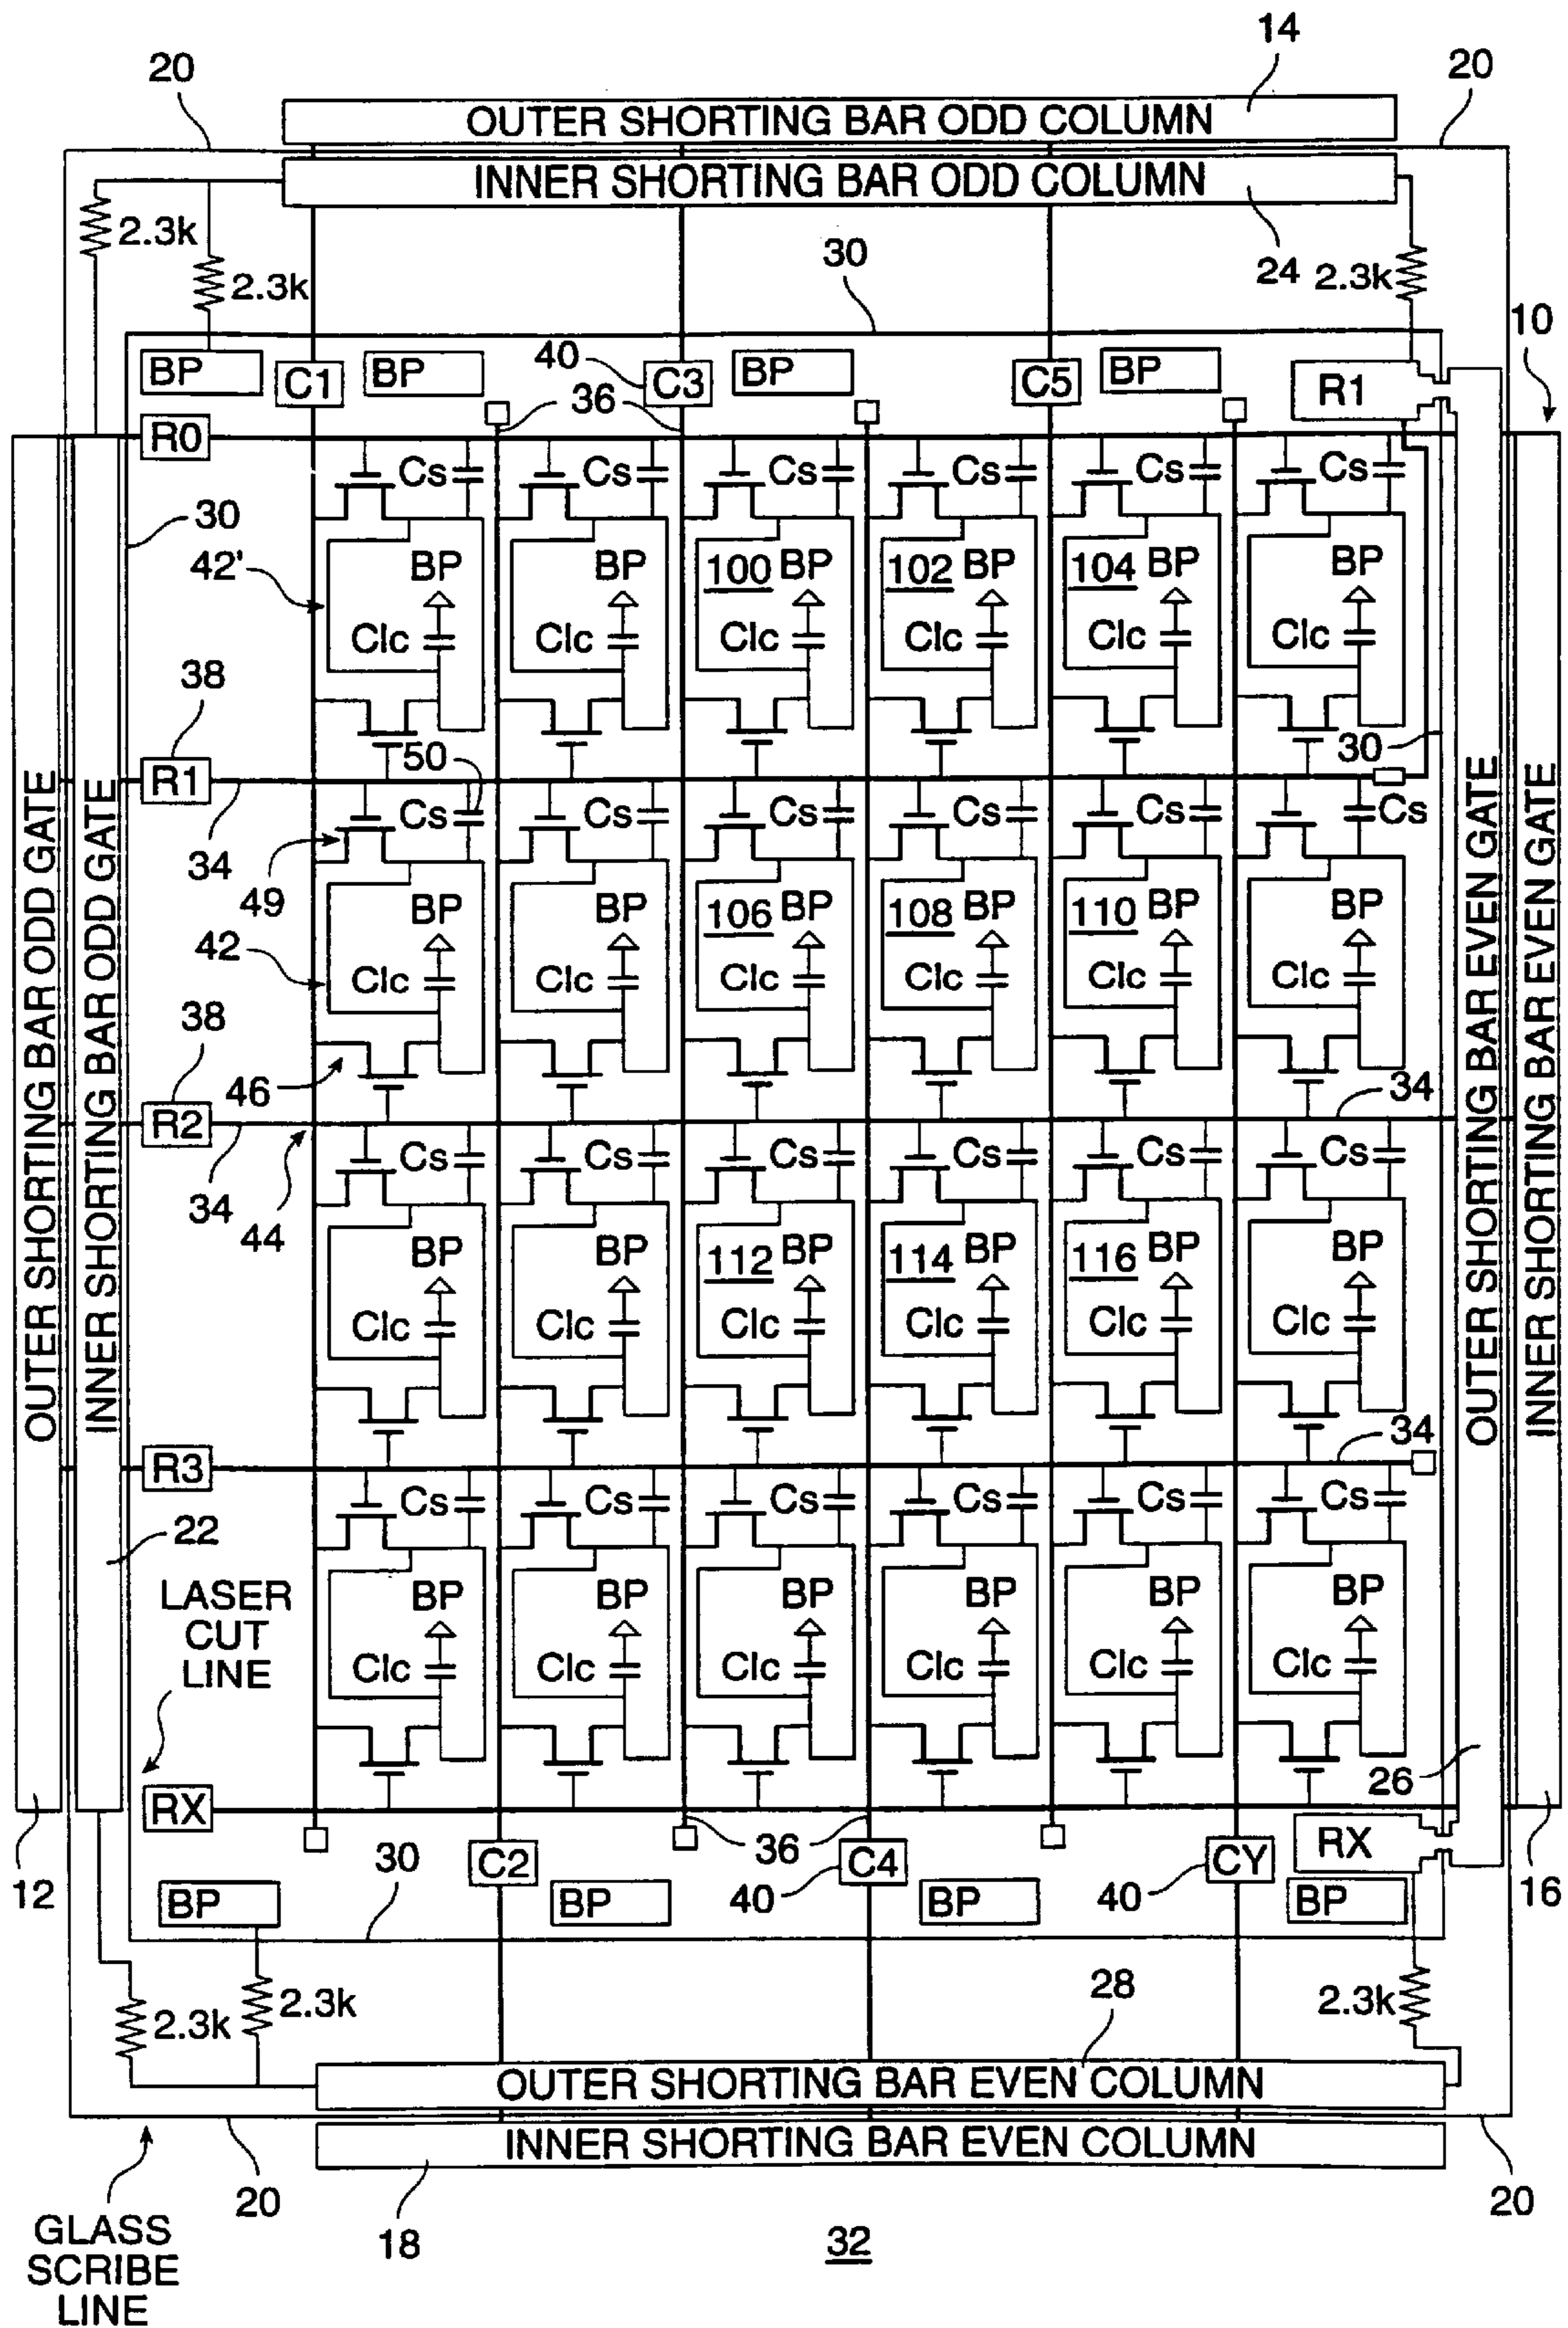 14
20 20
OUTER SHORTING BAR ODD COLUMN
INNER SHORTING BAR ODD COLUMN
2.3k
2.3k
30
24 2.3k
10
BP C1 BP 40 C3 BP C5 BP R1
36
R0
Cs Cs Cs Cs Cs Cs
30
42'
BP BP 100 BP 102 BP 104 BP BP
Clc Clc Clc Clc Clc Clc
38
30
R1 50
34
Cs Cs Cs Cs Cs Cs
49
BP BP 106 BP 108 BP 110 BP BP
42
Clc Clc Clc Clc Clc Clc
38
46
34
R2
34
44
Cs Cs Cs Cs Cs Cs
BP BP 112 BP 114 BP 116 BP BP
Clc Clc Clc Clc Clc Clc
34
R3
Cs Cs Cs Cs Cs Cs
22
BP BP BP BP BP BP
Clc Clc Clc Clc Clc Clc
LASER
CUT
LINE
26
RX
OUTER SHORTING BAR ODD GATE
INNER SHORTING BAR ODD GATE
OUTER SHORTING BAR EVEN GATE
INNER SHORTING BAR EVEN GATE
12 30 C2 36 40 C4 40 CY RX 16
BP BP BP BP
2.3k 2.3k 2.3k
28
OUTER SHORTING BAR EVEN COLUMN
INNER SHORTING BAR EVEN COLUMN
20 18 20
GLASS
SCRIBE
LINE
32